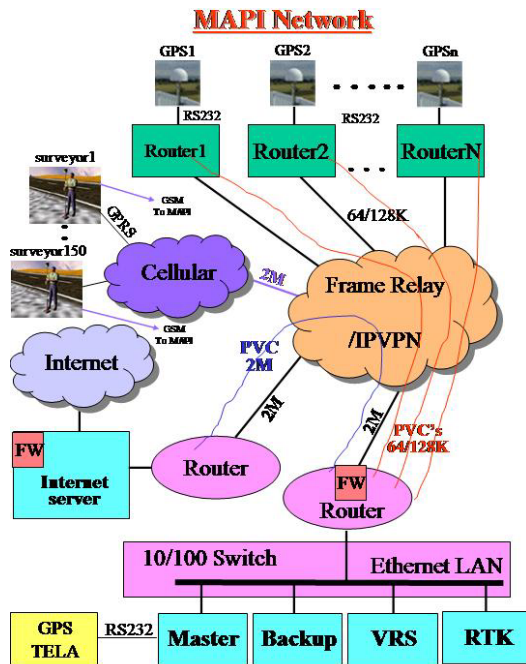 MAPI Network
GPS1
GPS2
GPSn
RS232
RS232
Router1
Router2
RouterN
surveyor1
GSM
To MAPI
GPRS
64/128K
surveyor150
Cellular
2M
Frame Relay
/IPVPN
GSM
To MAPI
Internet
PVC
2M
2M
2M
PVC's
64/128K
FW
Internet
server
Router
FW
Router
10/100 Switch
Ethernet LAN
GPS
TELA
RS232
Master
Backup
VRS
RTK